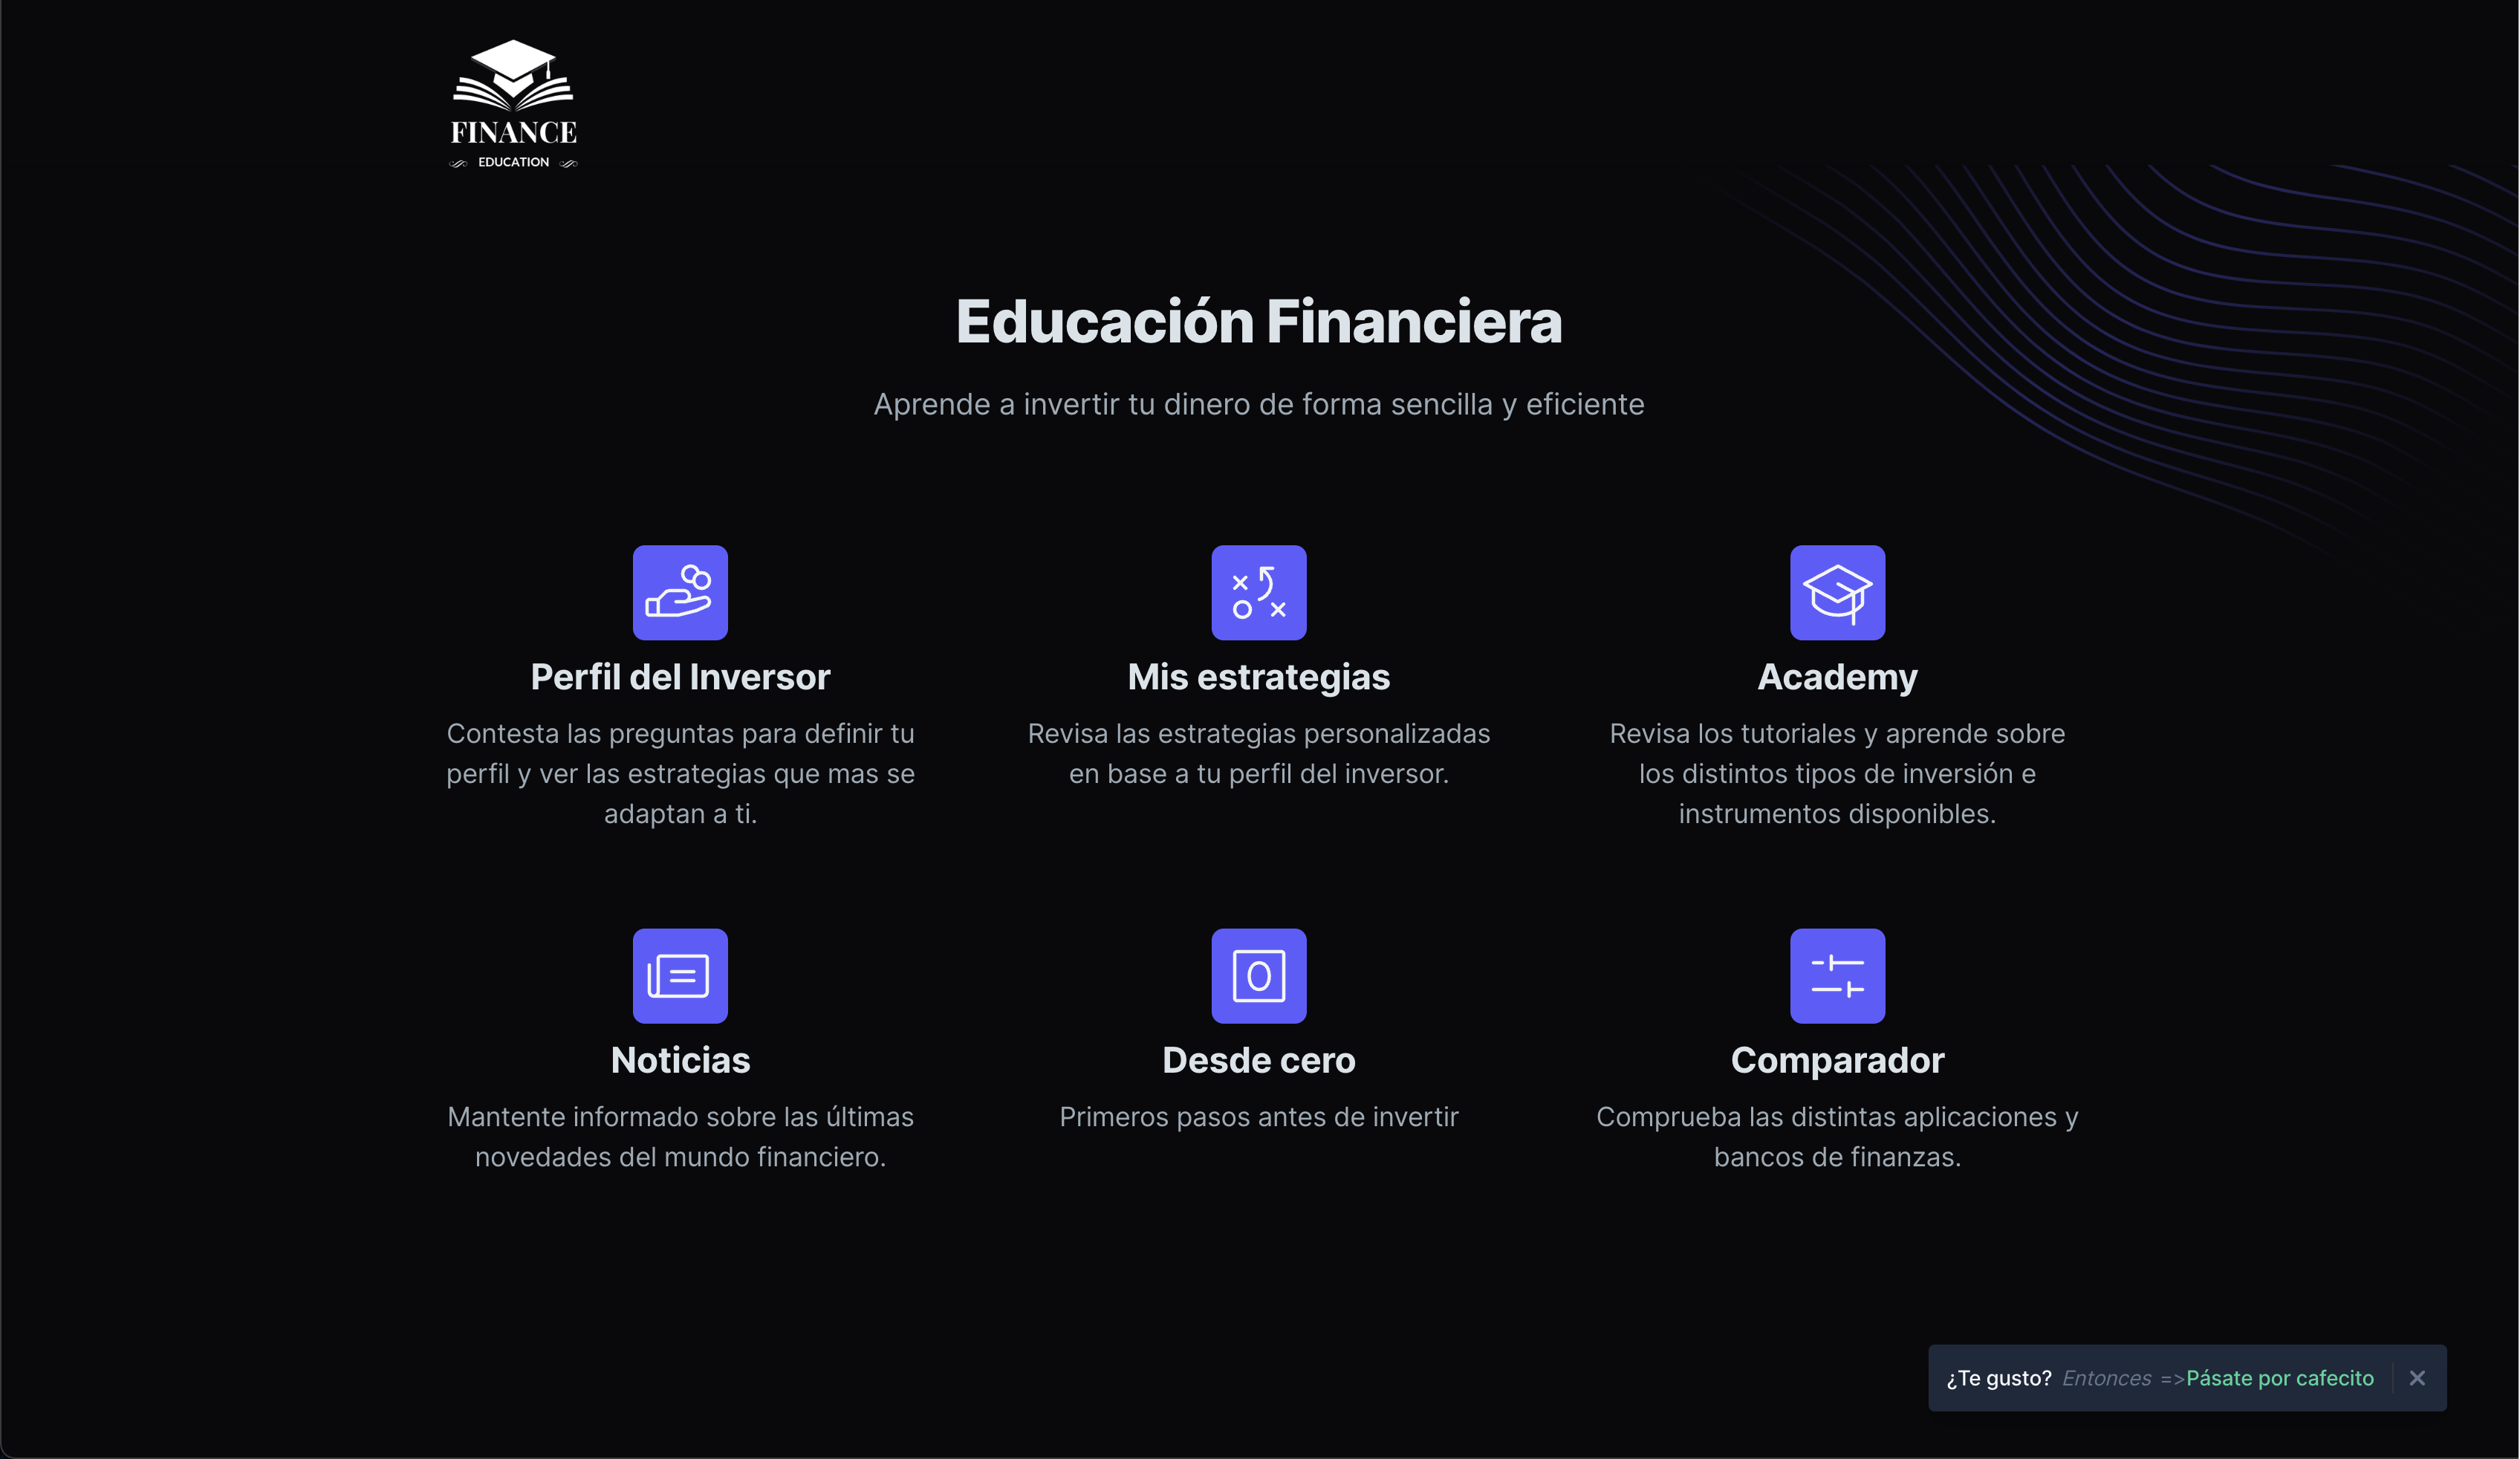 FINANCE
EDUCATION
Educación Financiera
Aprende a invertir tu dinero de forma sencilla y eficiente
Perfil del Inversor
Contesta las preguntas para definir tu
perfil y ver las estrategias que mas se
adaptan a ti.
Mis estrategias
Revisa las estrategias personalizadas
en base a tu perfil del inversor.
Academy
Revisa los tutoriales y aprende sobre
los distintos tipos de inversión e
instrumentos disponibles.
Noticias
Mantente informado sobre las últimas
novedades del mundo financiero.
Desde cero
Primeros pasos antes de invertir
Comparador
Comprueba las distintas aplicaciones y
bancos de finanzas.
¿Te gusto? Entonces =>Pásate por cafecito